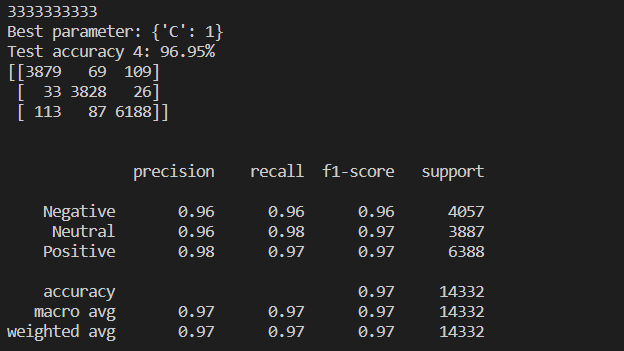 3333333333
Best parameter: {'C': 1}
Test accuracy 4: 96.95%
[[3879   69  109]
 [  33 3828   26]
 [ 113   87 6188]]
              precision    recall  f1-score   support
    Negative       0.96      0.96      0.96      4057
     Neutral       0.96      0.98      0.97      3887
    Positive       0.98      0.97      0.97      6388
    accuracy                           0.97     14332
   macro avg       0.97      0.97      0.97     14332
weighted avg       0.97      0.97      0.97     14332